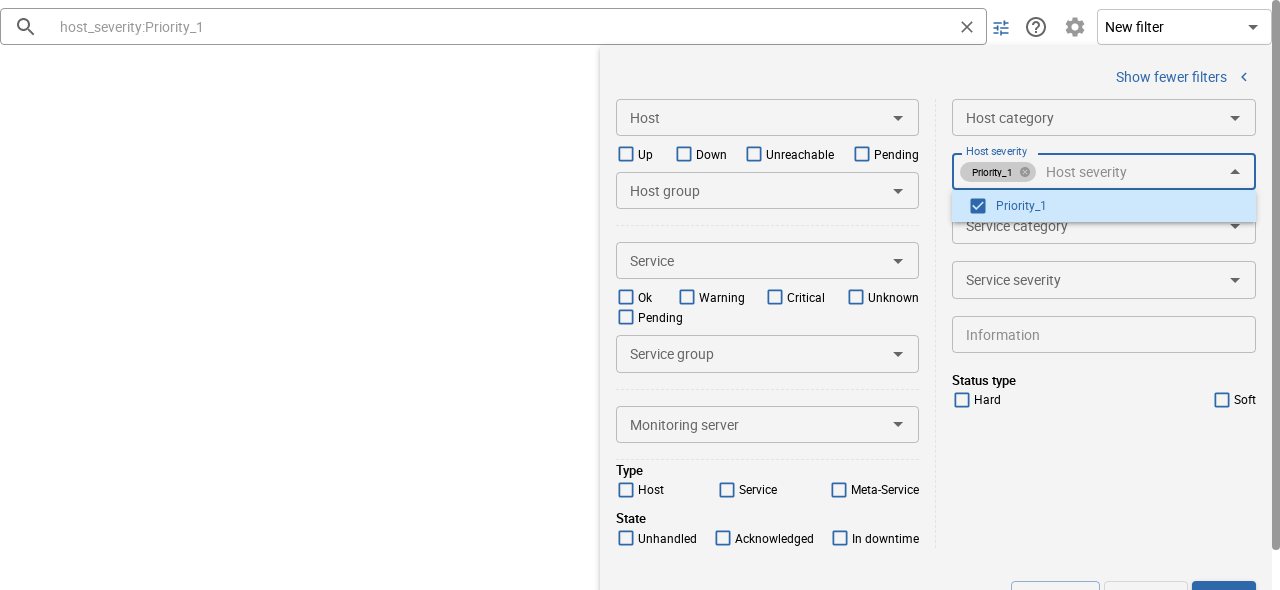 host_severity:Priority_1
New filter
Show fewer filters
Host
Up Down Unreachable Pending
Host group
Service
Ok Warning Critical Unknown
Pending
Service group
Monitoring server
Type
Host Service Meta-Service
State
Unhandled Acknowledged In downtime
Host category
Host severity
Priority_1 Host severity
Priority_1
Service category
Service severity
Information
Status type
Hard Soft